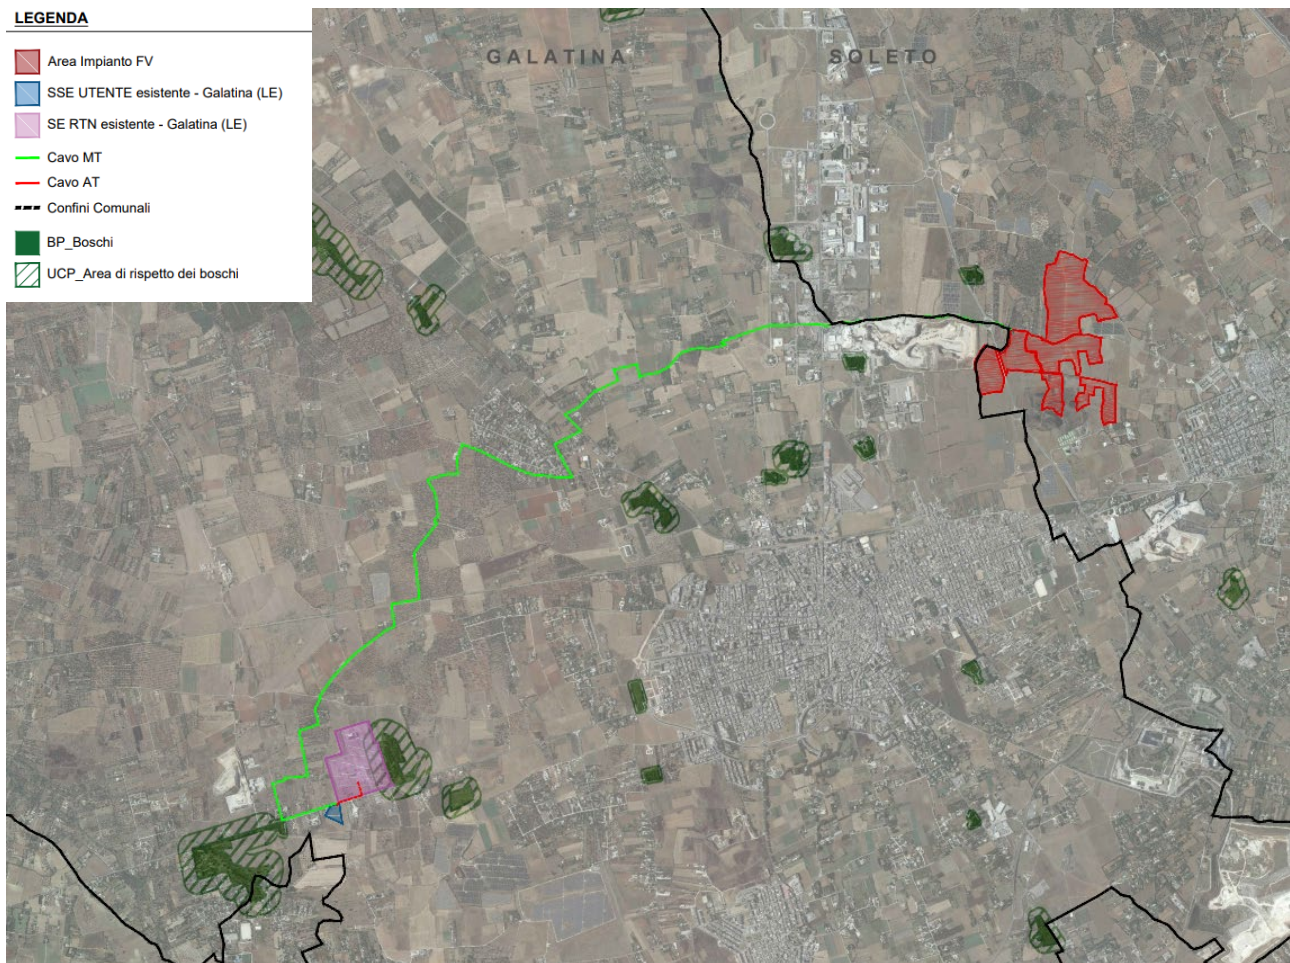 LEGENDA
Area Impianto FV
SSE UTENTE esistente - Galatina (LE)
SE RTN esistente - Galatina (LE)
Cavo MT
Cavo AT
Confini Comunali
BP_Boschi
UCP_Area di rispetto dei boschi
GALATINA
SOLETO